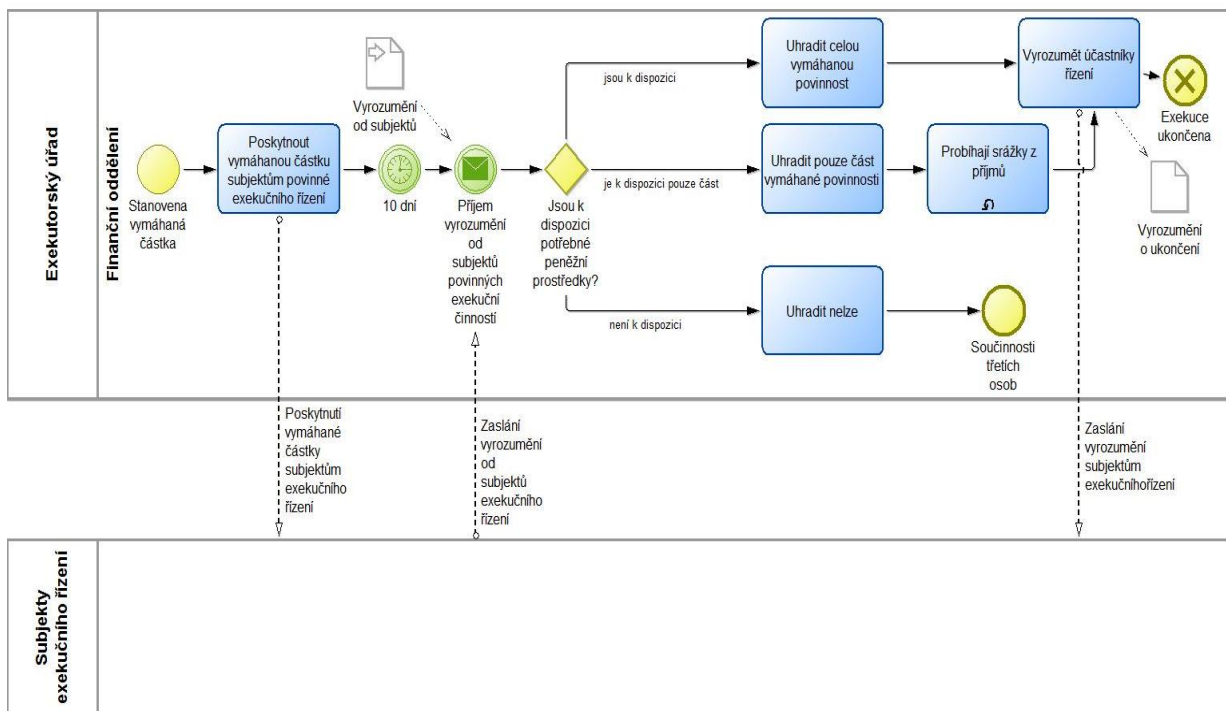 Exekutorský úřad
Finanční oddělení
Stanovena
vymáhaná
částka
Poskytnout
vymáhanou částku
subjektům povinné
exekučního řízení
10 dní
Vyrozumění
od subjektů
Příjem
vyrozumění
od
subjektů
povinných
exekuční
činností
Jsou k
dispozici
potřebné
peněžní
prostředky?
jsou k dispozici
Uhradit celou
vymáhanou
povinnost
je k dispozici pouze část
Uhradit pouze část
vymáhané povinnosti
Probíhají srážky z
příjmů
není k dispozici
Uhradit nelze
Součinnosti
třetích
osob
Vyrozumět účastníky
řízení
Exekuce
ukončena
Vyrozumění
o ukončení
Poskytnutí
vymáhané
částky
subjektům
exekučního
řízení
Zaslání
vyrozumění
od
subjektů
exekučního
řízení
Zaslání
vyrozumění
subjektům
exekučníhořízení
Subjekty
exekučního řízení